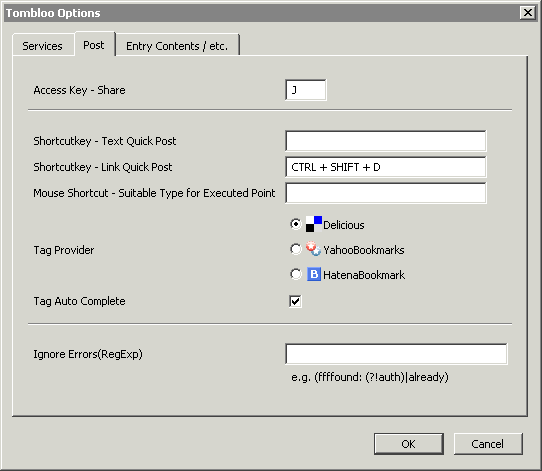 Tombloo Options
Services Post Entry Contents / etc.
Access Key - Share J
Shortcutkey - Text Quick Post
Shortcutkey - Link Quick Post CTRL + SHIFT + D
Mouse Shortcut - Suitable Type for Executed Point
Delicious
Tag Provider YahooBookmarks
B HatenaBookmark
Tag Auto Complete
Ignore Errors(RegExp)
e.g. (ffffound: (?!auth)|already)
OK Cancel